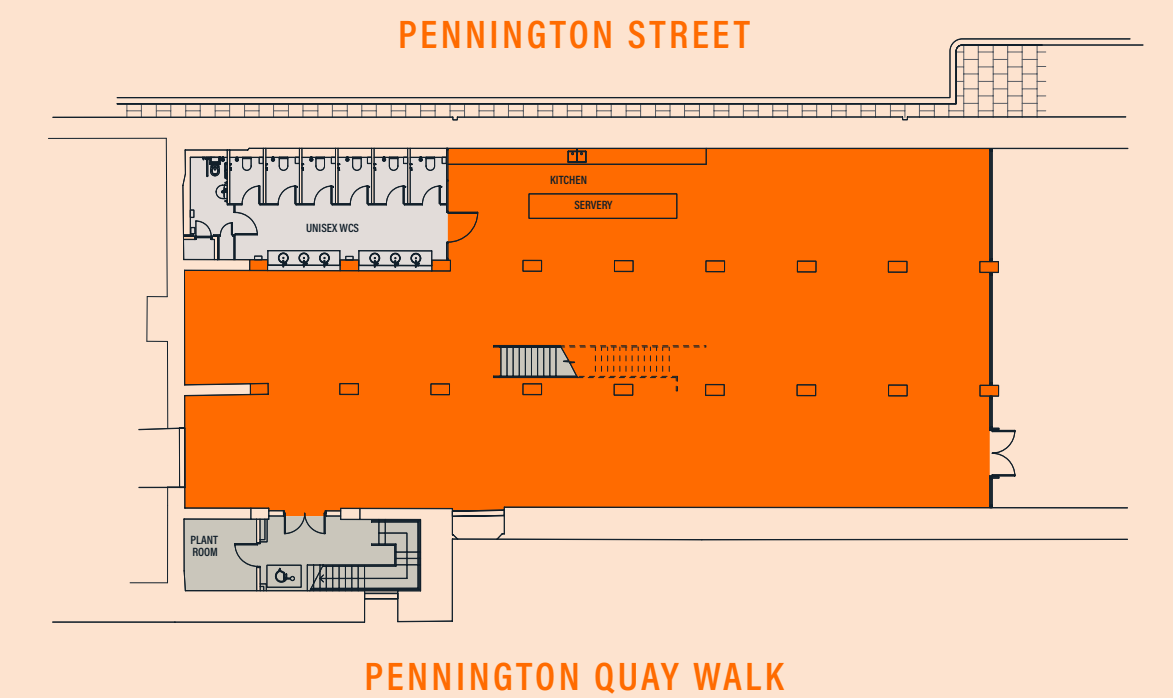 PENNINGTON STREET
KITCHEN
SERVERY
UNISEX WCS
PLANT
ROOM
PENNINGTON QUAY WALK